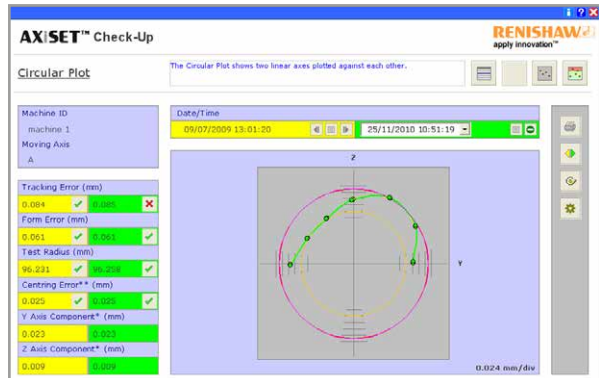 AXiSET™ Check-Up
RENISHAW
apply innovation™
Circular Plot
The Circular Plot shows two linear axes plotted against each other.
Machine ID
machine 1
Moving Axis
A
Date/Time
09/07/2009 13:01:20
25/11/2010 10:51:19
Z
Y
Tracking Error (mm)
0.084 0.085
Form Error (mm)
0.061 0.061
Test Radius (mm)
96.231 96.258
Centring Error** (mm)
0.025 0.025
Y Axis Component* (mm)
0.023 0.023
Z Axis Component* (mm)
0.009 0.009
0.024 mm/div